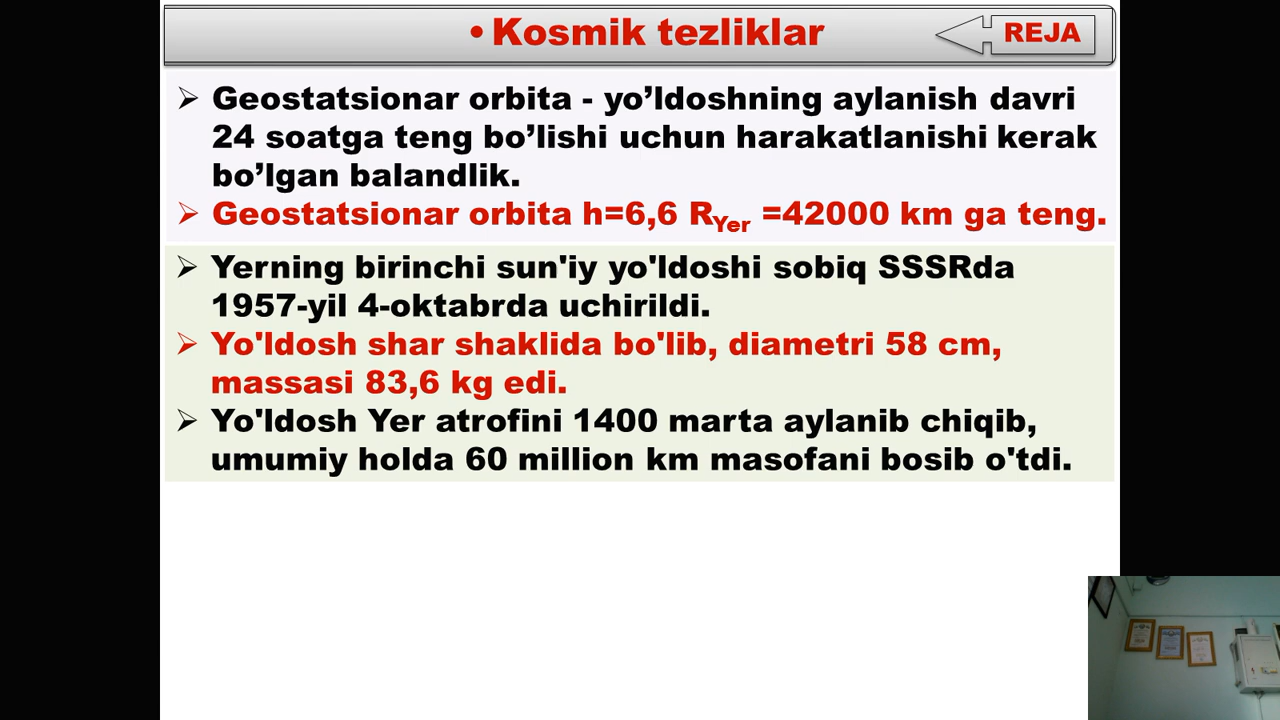 • Kosmik tezliklar
REJA
Geostatsionar orbita - yo’ldoshning aylanish davri
24 soatga teng bo’lishi uchun harakatlanishi kerak
bo’lgan balandlik.
Geostatsionar orbita h=6,6 RYer =42000 km ga teng.
Yerning birinchi sun'iy yo'ldoshi sobiq SSSRda
1957-yil 4-oktabrda uchirildi.
Yo'ldosh shar shaklida bo'lib, diametri 58 cm,
massasi 83,6 kg edi.
Yo'ldosh Yer atrofini 1400 marta aylanib chiqib,
umumiy holda 60 million km masofani bosib o'tdi.